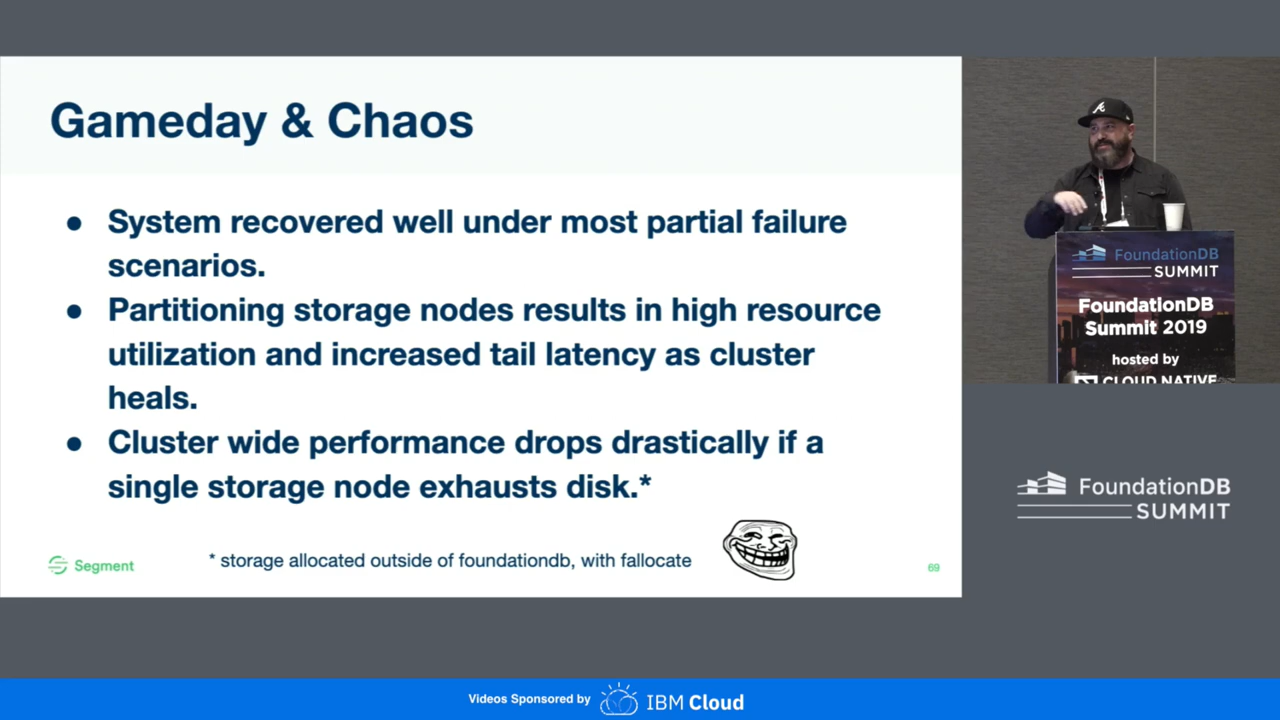 Gameday & Chaos
● System recovered well under most partial failure
scenarios.
● Partitioning storage nodes results in high resource
utilization and increased tail latency as cluster
heals.
● Cluster wide performance drops drastically if a
single storage node exhausts disk.*
* storage allocated outside of foundationdb, with fallocate
Segment
69
FoundationDB
SUMMIT
FoundationDB
Summit 2019
hosted by
CLOUD NATIVE
FoundationDB
SUMMIT
Videos Sponsored by
IBM Cloud